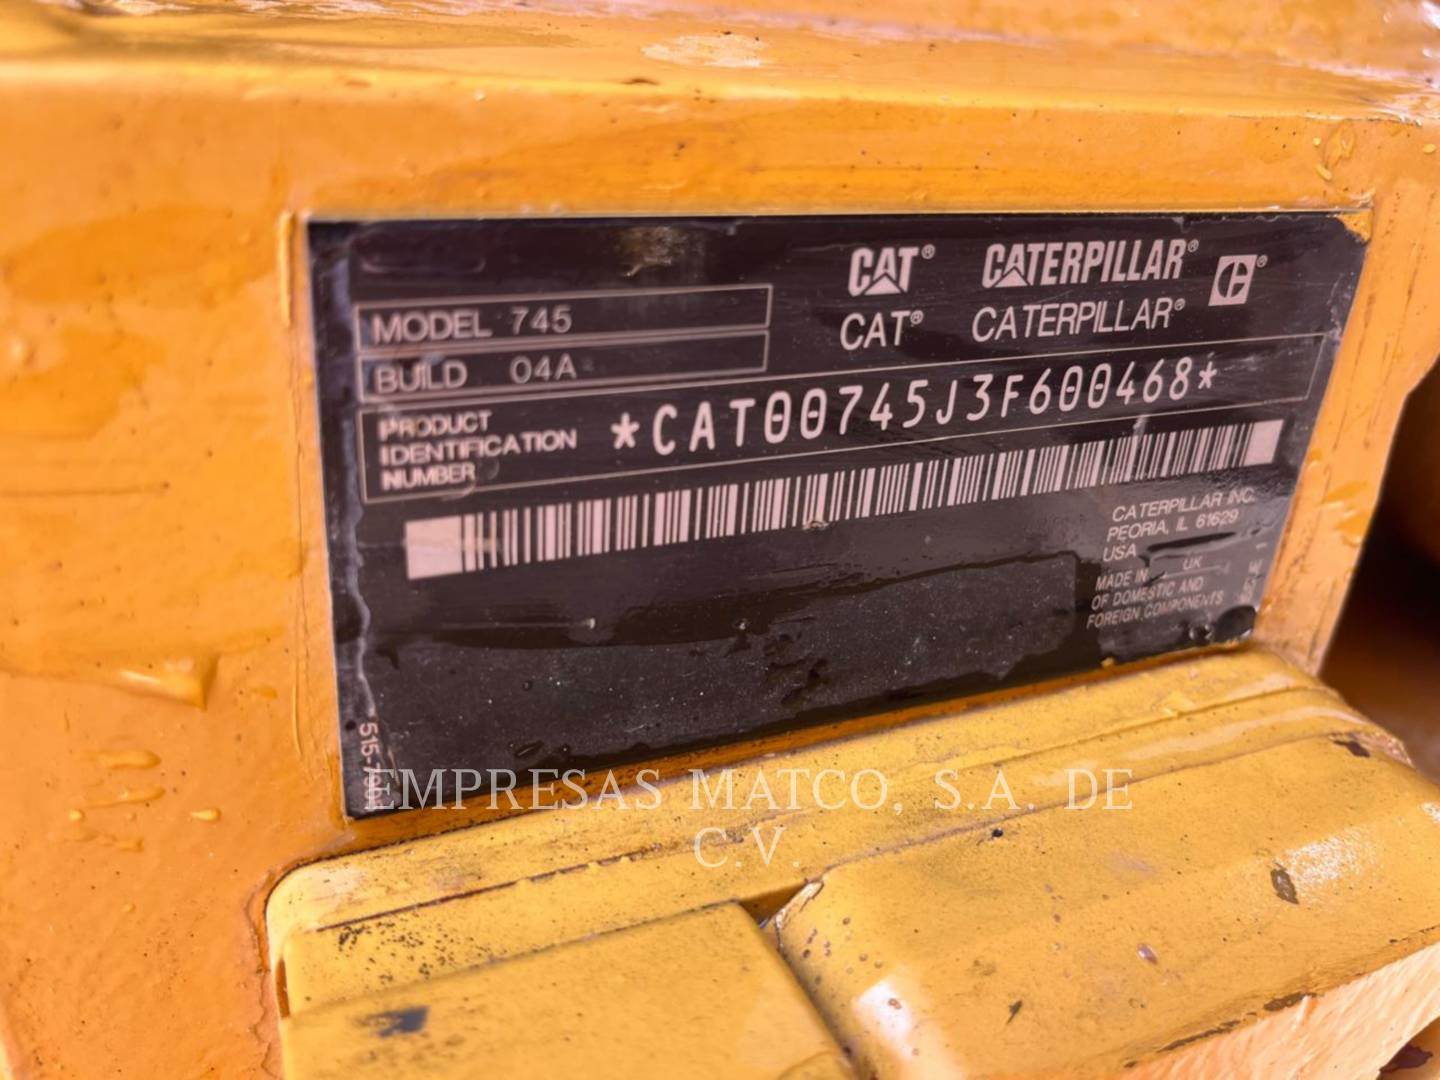 CAT® CATERPILLAR®
CAT® CATERPILLAR®
MODEL 745
BUILD 04A
PRODUCT
IDENTIFICATION
NUMBER
*CAT00745J3F600468*
CATERPILLAR INC.
PEORIA, IL 61629
USA
MADE IN UK
OF DOMESTIC AND
FOREIGN COMPONENTS
EMPRESAS MATCO, S.A. DE
C.V.